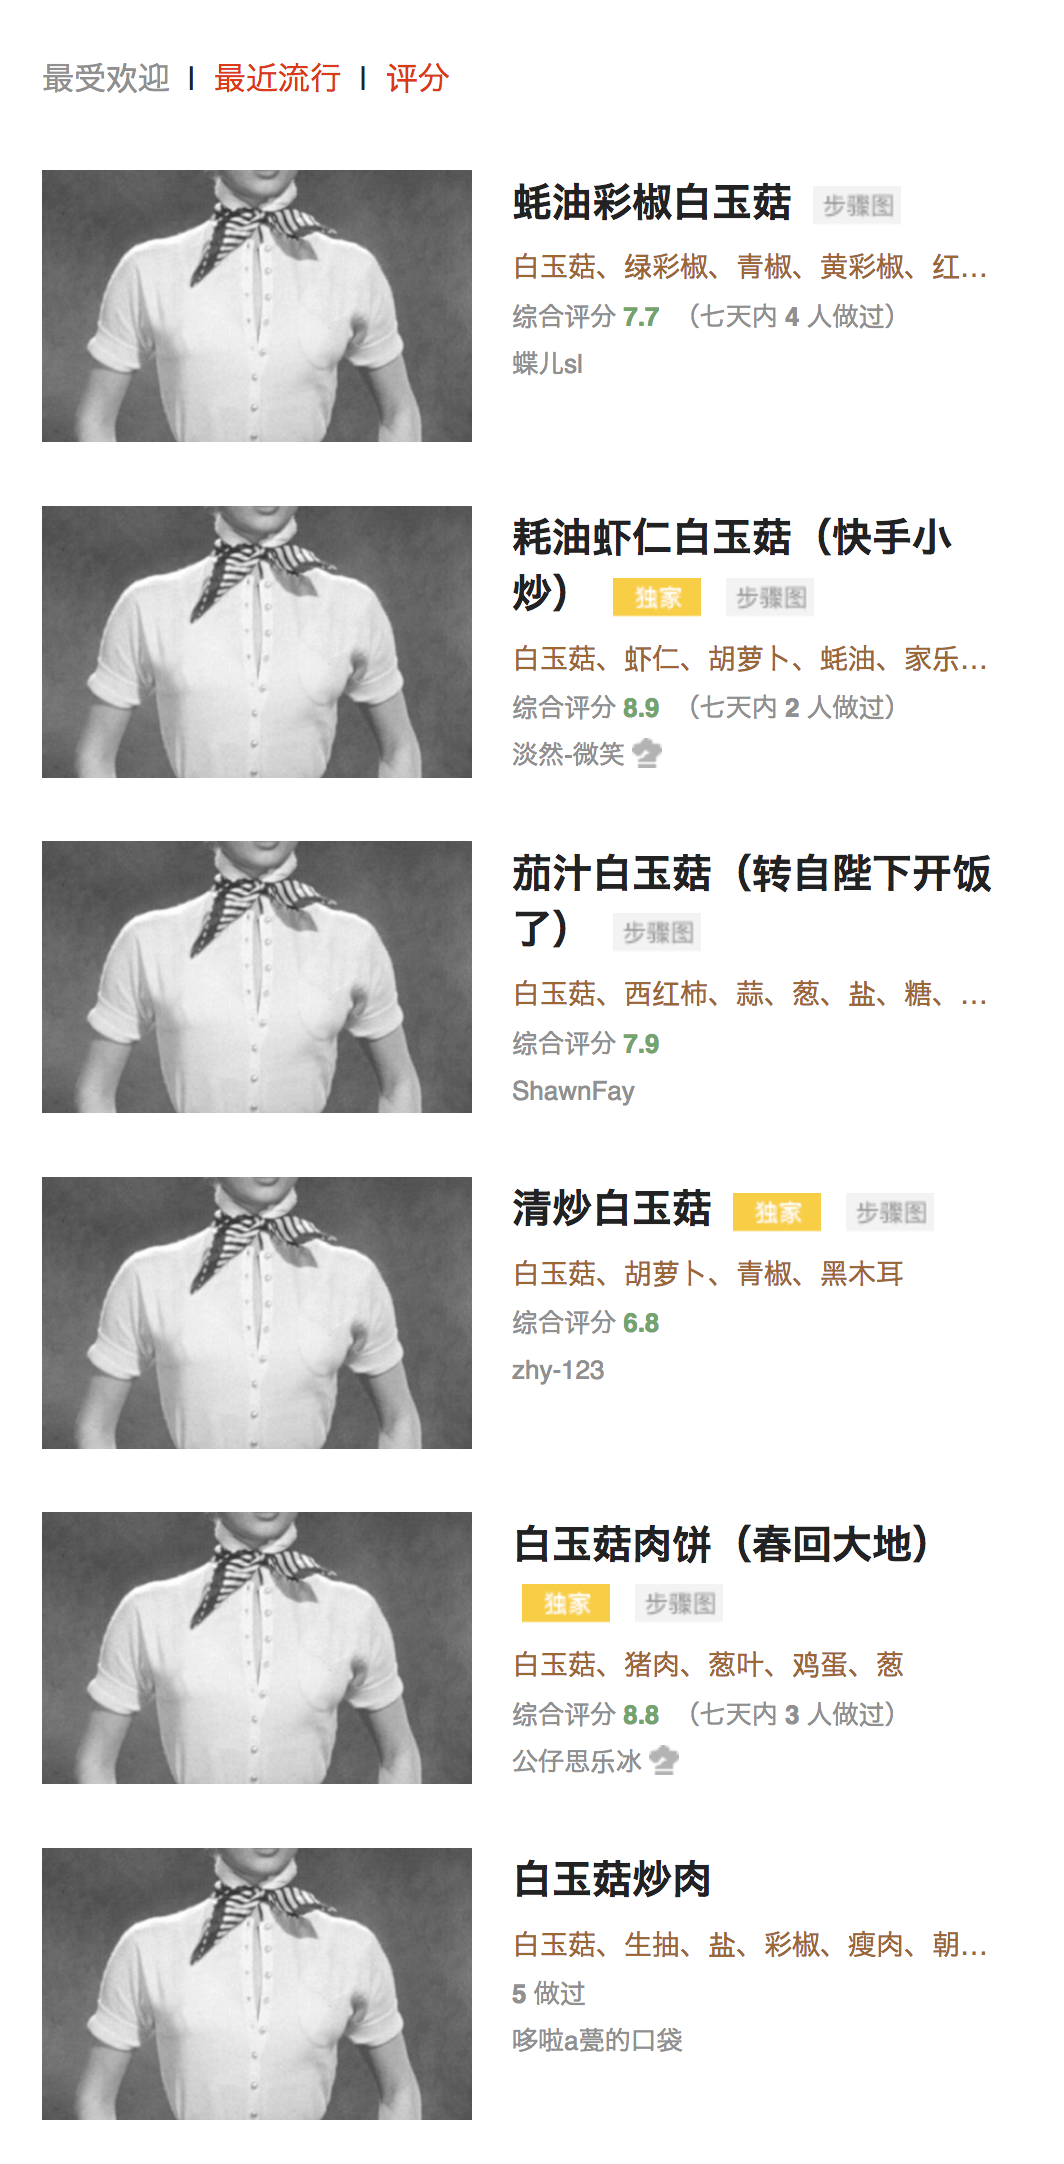 最受欢迎 | 最近流行 | 评分
蚝油彩椒白玉菇 步骤图
白玉菇、绿彩椒、青椒、黄彩椒、红...
综合评分 7.7 （七天内 4 人做过）
蝶儿sl
耗油虾仁白玉菇（快手小
炒） 独家 步骤图
白玉菇、虾仁、胡萝卜、蚝油、家乐...
综合评分 8.9 （七天内 2 人做过）
淡然-微笑
茄汁白玉菇（转自陛下开饭
了） 步骤图
白玉菇、西红柿、蒜、葱、盐、糖、...
综合评分 7.9
ShawnFay
清炒白玉菇 独家 步骤图
白玉菇、胡萝卜、青椒、黑木耳
综合评分 6.8
zhy-123
白玉菇肉饼（春回大地）
独家 步骤图
白玉菇、猪肉、葱叶、鸡蛋、葱
综合评分 8.8 （七天内 3 人做过）
公仔思乐冰
白玉菇炒肉
白玉菇、生抽、盐、彩椒、瘦肉、朝...
5 做过
哆啦a甍的口袋